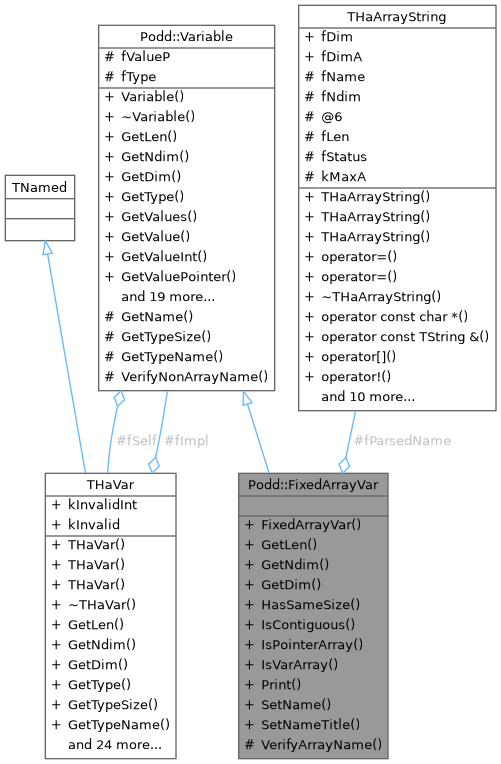 THaArrayString
+ fDim
+ fDimA
# fName
# fNdim
# @6
# fLen
# fStatus
# kMaxA
+ THaArrayString()
+ THaArrayString()
+ THaArrayString()
+ operator=()
+ operator=()
+ ~THaArrayString()
+ operator const char *()
+ operator const TString &()
+ operator[]()
+ operator!()
and 10 more...
Podd::Variable
# fValueP
# fType
+ Variable()
+ ~Variable()
+ GetLen()
+ GetNdim()
+ GetDim()
+ GetType()
+ GetValues()
+ GetValue()
+ GetValueInt()
+ GetValuePointer()
and 19 more...
# GetName()
# GetTypeSize()
# GetTypeName()
# VerifyNonArrayName()
TNamed
#fSelf
#fImpl
#fParsedName
THaVar
+ kInvalidInt
+ kInvalid
+ THaVar()
+ THaVar()
+ THaVar()
+ ~THaVar()
+ GetLen()
+ GetNdim()
+ GetDim()
+ GetType()
+ GetTypeSize()
+ GetTypeName()
and 24 more...
Podd::FixedArrayVar
+ FixedArrayVar()
+ GetLen()
+ GetNdim()
+ GetDim()
+ HasSameSize()
+ IsContiguous()
+ IsPointerArray()
+ IsVarArray()
+ Print()
+ SetName()
+ SetNameTitle()
# VerifyArrayName()